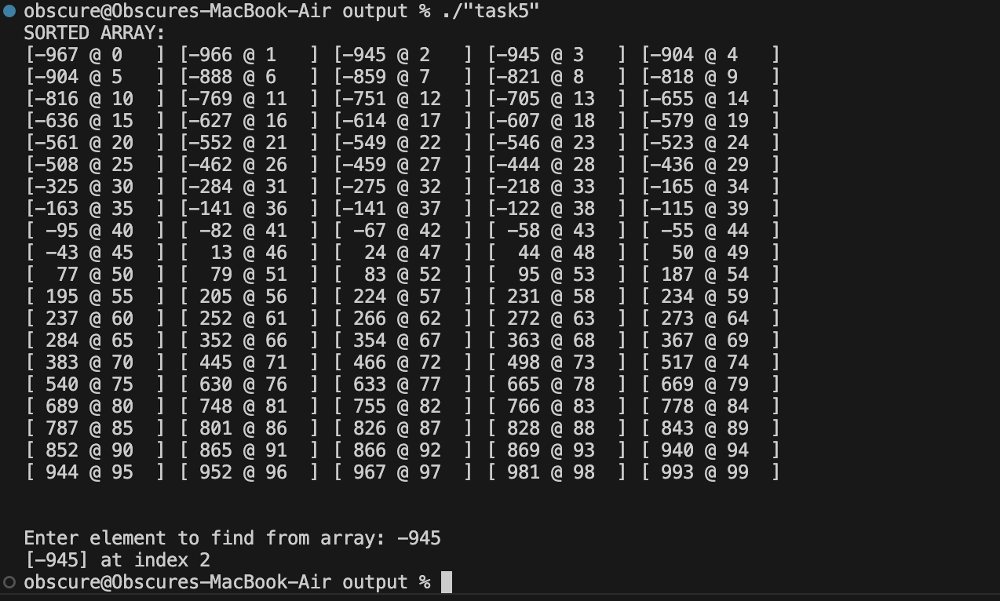 obscure@Obscures-MacBook-Air output % ./"task5"
SORTED ARRAY:
[-967 @ 0   ] [-966 @ 1   ] [-945 @ 2   ] [-945 @ 3   ] [-904 @ 4   ]
[-904 @ 5   ] [-888 @ 6   ] [-859 @ 7   ] [-821 @ 8   ] [-818 @ 9   ]
[-816 @ 10  ] [-769 @ 11  ] [-751 @ 12  ] [-705 @ 13  ] [-655 @ 14  ]
[-636 @ 15  ] [-627 @ 16  ] [-614 @ 17  ] [-607 @ 18  ] [-579 @ 19  ]
[-561 @ 20  ] [-552 @ 21  ] [-549 @ 22  ] [-546 @ 23  ] [-523 @ 24  ]
[-508 @ 25  ] [-462 @ 26  ] [-459 @ 27  ] [-444 @ 28  ] [-436 @ 29  ]
[-325 @ 30  ] [-284 @ 31  ] [-275 @ 32  ] [-218 @ 33  ] [-165 @ 34  ]
[-163 @ 35  ] [-141 @ 36  ] [-141 @ 37  ] [-122 @ 38  ] [-115 @ 39  ]
[ -95 @ 40  ] [ -82 @ 41  ] [ -67 @ 42  ] [ -58 @ 43  ] [ -55 @ 44  ]
[ -43 @ 45  ] [  13 @ 46  ] [  24 @ 47  ] [  44 @ 48  ] [  50 @ 49  ]
[  77 @ 50  ] [  79 @ 51  ] [  83 @ 52  ] [  95 @ 53  ] [ 187 @ 54  ]
[ 195 @ 55  ] [ 205 @ 56  ] [ 224 @ 57  ] [ 231 @ 58  ] [ 234 @ 59  ]
[ 237 @ 60  ] [ 252 @ 61  ] [ 266 @ 62  ] [ 272 @ 63  ] [ 273 @ 64  ]
[ 284 @ 65  ] [ 352 @ 66  ] [ 354 @ 67  ] [ 363 @ 68  ] [ 367 @ 69  ]
[ 383 @ 70  ] [ 445 @ 71  ] [ 466 @ 72  ] [ 498 @ 73  ] [ 517 @ 74  ]
[ 540 @ 75  ] [ 630 @ 76  ] [ 633 @ 77  ] [ 665 @ 78  ] [ 669 @ 79  ]
[ 689 @ 80  ] [ 748 @ 81  ] [ 755 @ 82  ] [ 766 @ 83  ] [ 778 @ 84  ]
[ 787 @ 85  ] [ 801 @ 86  ] [ 826 @ 87  ] [ 828 @ 88  ] [ 843 @ 89  ]
[ 852 @ 90  ] [ 865 @ 91  ] [ 866 @ 92  ] [ 869 @ 93  ] [ 940 @ 94  ]
[ 944 @ 95  ] [ 952 @ 96  ] [ 967 @ 97  ] [ 981 @ 98  ] [ 993 @ 99  ]
Enter element to find from array: -945
[-945] at index 2
obscure@Obscures-MacBook-Air output %